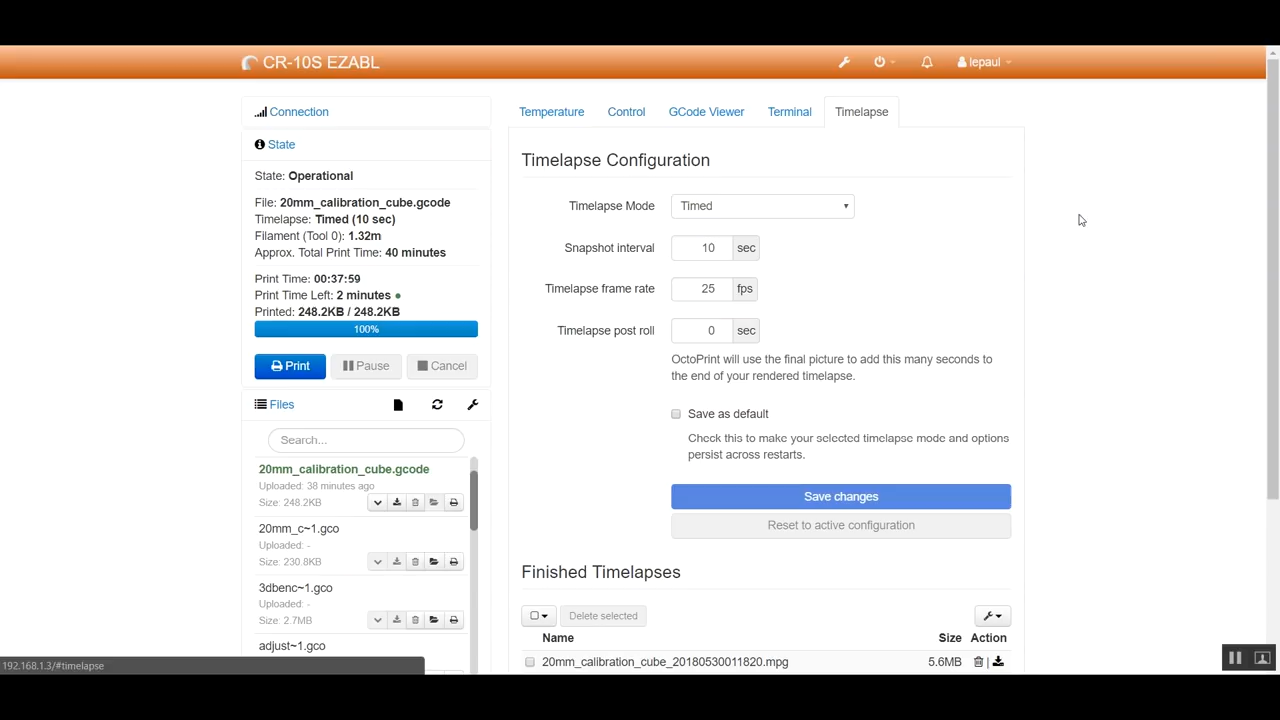 CR-10S EZABL
lepaul
Connection
State
State: Operational
File: 20mm_calibration_cube.gcode
Timelapse: Timed (10 sec)
Filament (Tool 0): 1.32m
Approx. Total Print Time: 40 minutes
Print Time: 00:37:59
Print Time Left: 2 minutes
Printed: 248.2KB / 248.2KB
100%
Print
Pause
Cancel
Files
Search...
20mm_calibration_cube.gcode
Uploaded: 38 minutes ago
Size: 248.2KB
20mm_c~1.gco
Uploaded: -
Size: 230.8KB
3dbenc~1.gco
Uploaded: -
Size: 2.7MB
adjust~1.gco
192.168.1.3/#timelapse
Temperature
Control
GCode Viewer
Terminal
Timelapse
Timelapse Configuration
Timelapse Mode
Timed
Snapshot interval
10 sec
Timelapse frame rate
25 fps
Timelapse post roll
0 sec
OctoPrint will use the final picture to add this many seconds to
the end of your rendered timelapse.
Save as default
Check this to make your selected timelapse mode and options
persist across restarts.
Save changes
Reset to active configuration
Finished Timelapses
Delete selected
Name Size Action
20mm_calibration_cube_20180530011820.mpg 5.6MB |